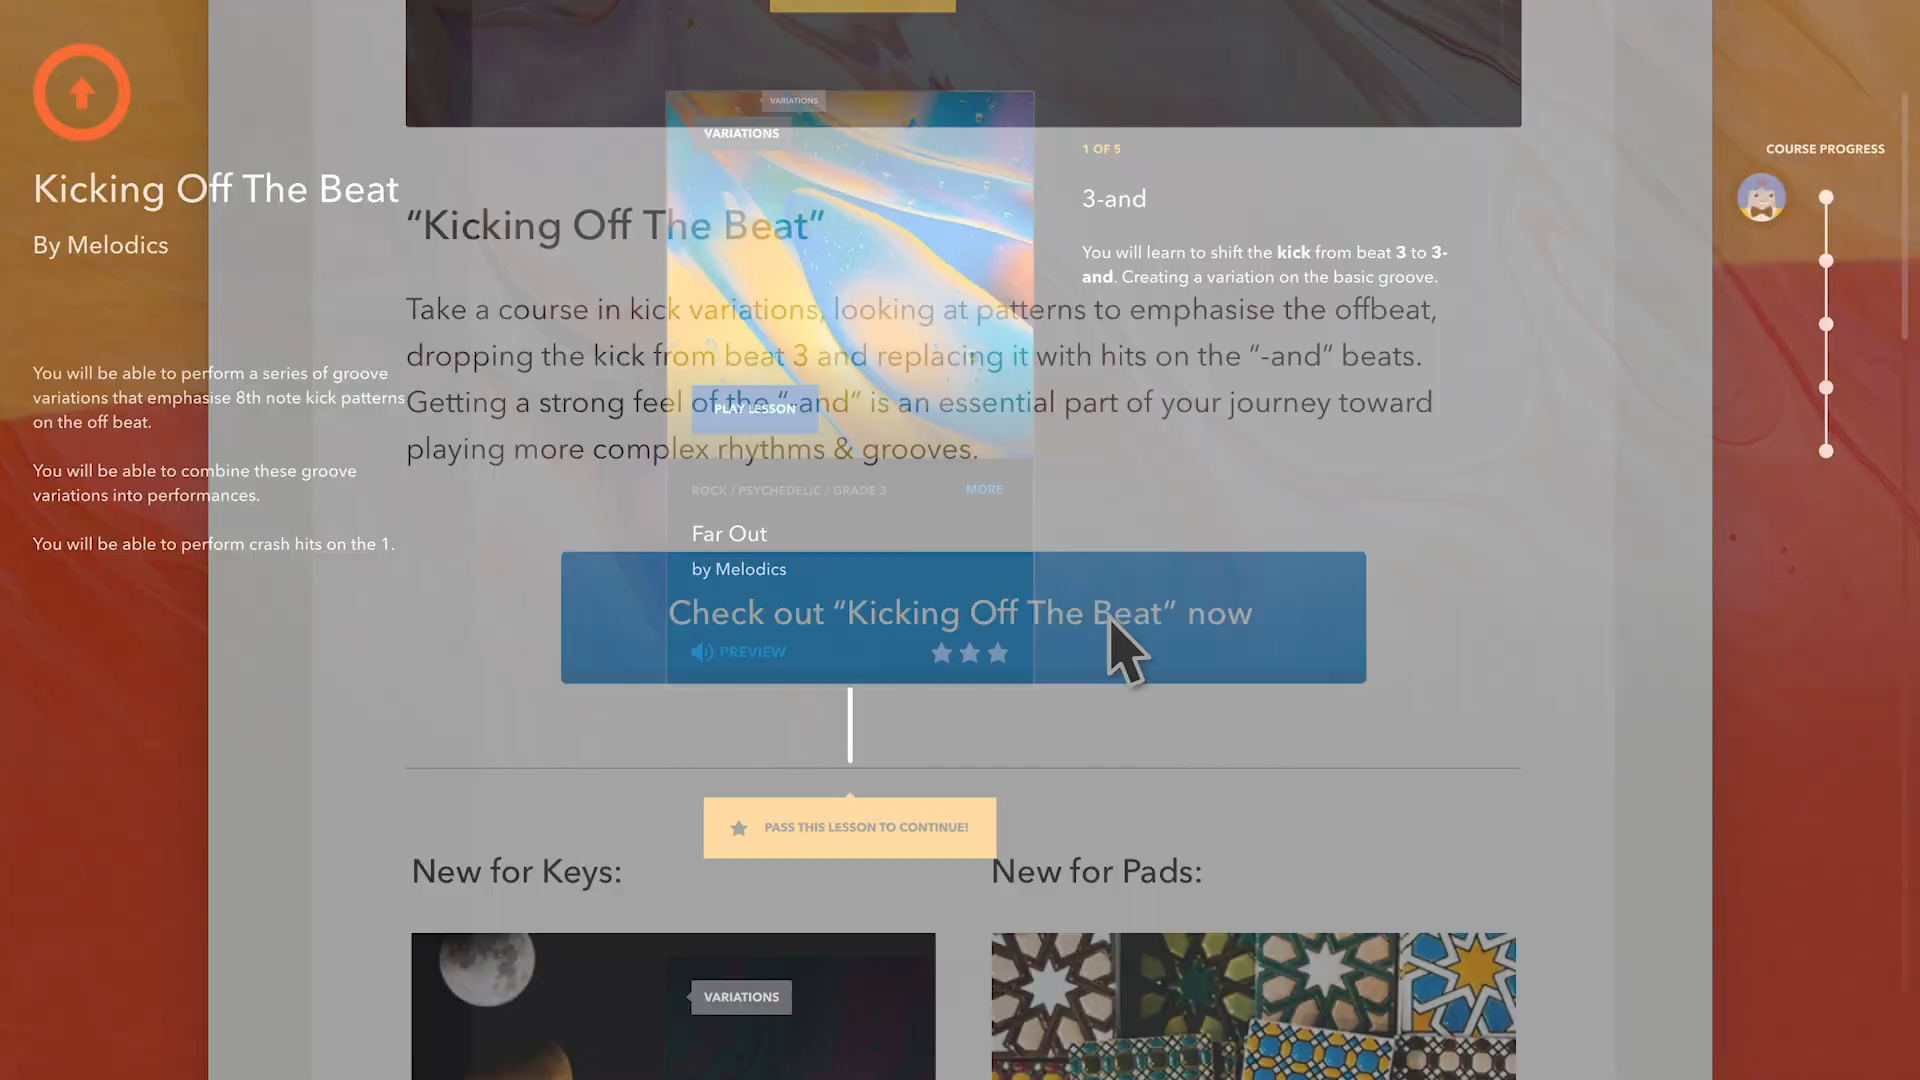 Kicking Off The Beat
By Melodics
You will be able to perform a series of groove
variations that emphasise 8th note kick patterns
on the off beat.
You will be able to combine these groove
variations into performances.
You will be able to perform crash hits on the 1.
VARIATIONS
VARIATIONS
PLAY LESSON
ROCK / PSYCHEDELIC / GRADE 3
MORE
Far Out
by Melodics
PREVIEW
PASS THIS LESSON TO CONTINUE!
VARIATIONS
1 OF 5
3-and
You will learn to shift the kick from beat 3 to 3-
and. Creating a variation on the basic groove.
COURSE PROGRESS
“Kicking Off The Beat”
Take a course in kick variations, looking at patterns to emphasise the offbeat,
dropping the kick from beat 3 and replacing it with hits on the “-and” beats.
Getting a strong feel of the “-and” is an essential part of your journey toward
playing more complex rhythms & grooves.
Check out “Kicking Off The Beat” now
New for Keys:
New for Pads: